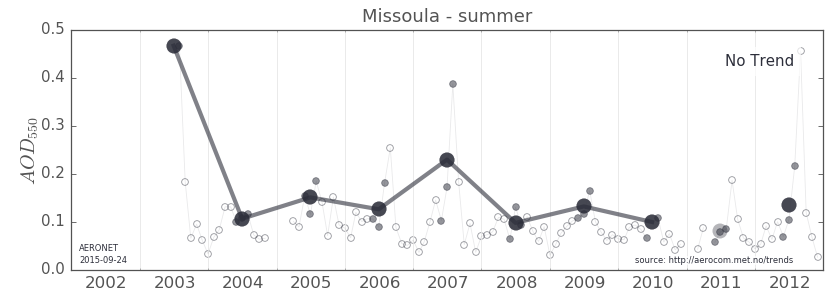 Missoula - summer
0.5
0.4
0.3
0.2
0.1
0.0
AOD550
No Trend
AERONET
2015-09-24
source: http://aerocom.met.no/trends
2002 2003 2004 2005 2006 2007 2008 2009 2010 2011 2012